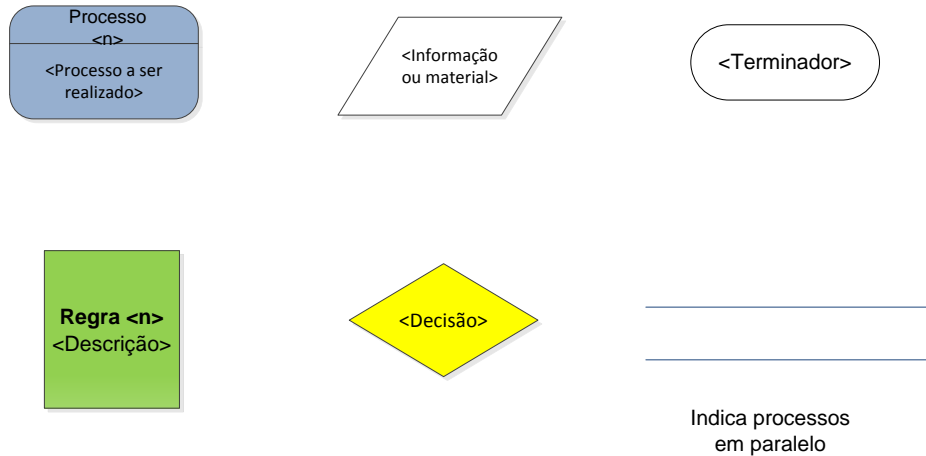 Processo
<n>
<Processo a ser
realizado>
<Informação
ou material>
<Terminador>
Regra <n>
<Descrição>
<Decisão>
Indica processos
em paralelo